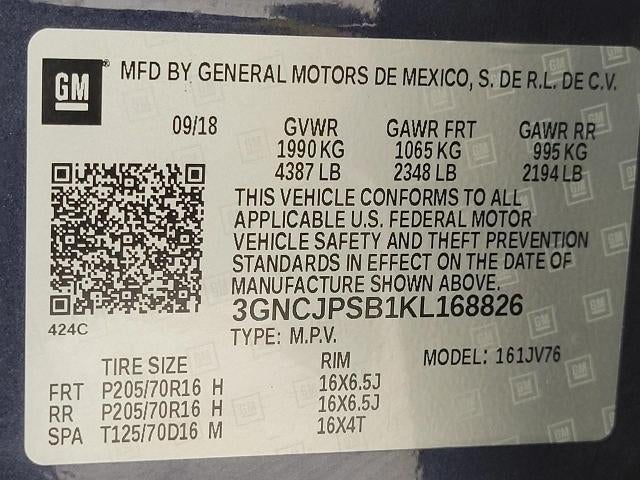 GM ® MFD BY GENERAL MOTORS DE MEXICO, S. DE R.L. DE C.V.
09/18 GVWR GAWR FRT GAWR RR
1990 KG 1065 KG 995 KG
4387 LB 2348 LB 2194 LB
THIS VEHICLE CONFORMS TO ALL
APPLICABLE U.S. FEDERAL MOTOR
VEHICLE SAFETY AND THEFT PREVENTION
STANDARDS IN EFFECT ON THE DATE OF
MANUFACTURE SHOWN ABOVE.
3GNCJPSB1KL168826
424C
TYPE: M.P.V.
TIRE SIZE RIM MODEL: 161JV76
FRT P205/70R16 H 16X6.5J
RR P205/70R16 H 16X6.5J
SPA T125/70D16 M 16X4T